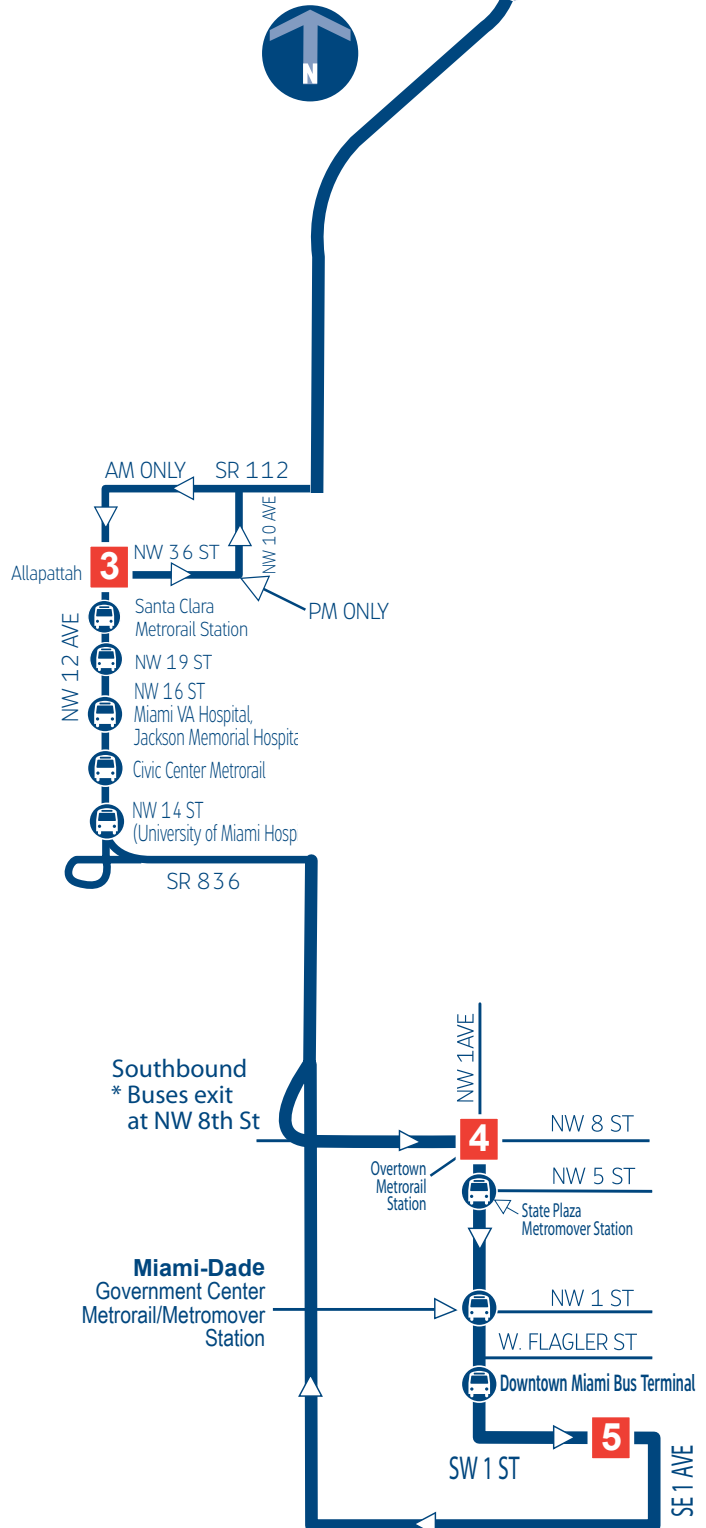 N
AM ONLY
SR 112
NW 10 AVE
NW 36 ST
Allapattah
3
PM ONLY
NW 12 AVE
Santa Clara
Metrorail Station
NW 19 ST
NW 16 ST
Miami VA Hospital,
Jackson Memorial Hospita
Civic Center Metrorail
NW 14 ST
(University of Miami Hosp
SR 836
NW 1 AVE
Southbound
* Buses exit
at NW 8th St
4
NW 8 ST
Overtown
Metrorail
Station
NW 5 ST
State Plaza
Metromover Station
Miami-Dade
Government Center
Metrorail/Metromover
Station
NW 1 ST
W. FLAGLER ST
Downtown Miami Bus Terminal
5
SW 1 ST
SE 1 AVE